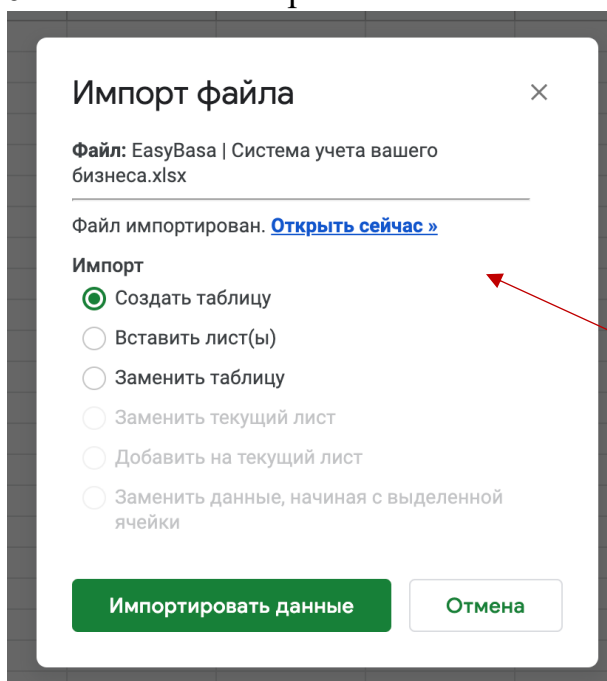 Импорт файла
Файл: EasyBasa | Система учета вашего
бизнеса.xlsx
Файл импортирован. Открыть сейчас »
Импорт
Создать таблицу
Вставить лист(ы)
Заменить таблицу
Заменить текущий лист
Добавить на текущий лист
Заменить данные, начиная с выделенной
ячейки
Импортировать данные
Отмена